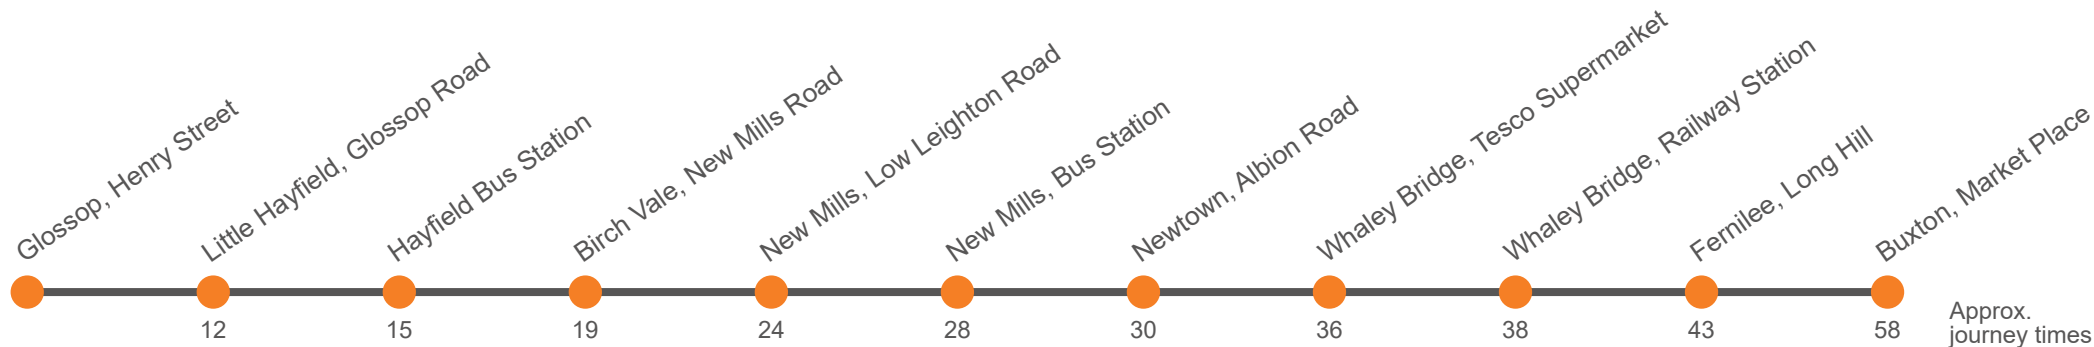 Glossop, Henry Street
Little Hayfield, Glossop Road
Hayfield Bus Station
Birch Vale, New Mills Road
New Mills, Low Leighton Road
New Mills, Bus Station
Newtown, Albion Road
Whaley Bridge, Tesco Supermarket
Whaley Bridge, Railway Station
Fernilee, Long Hill
Buxton, Market Place
12 15 19 24 28 30 36 38 43 58
Approx.
journey times